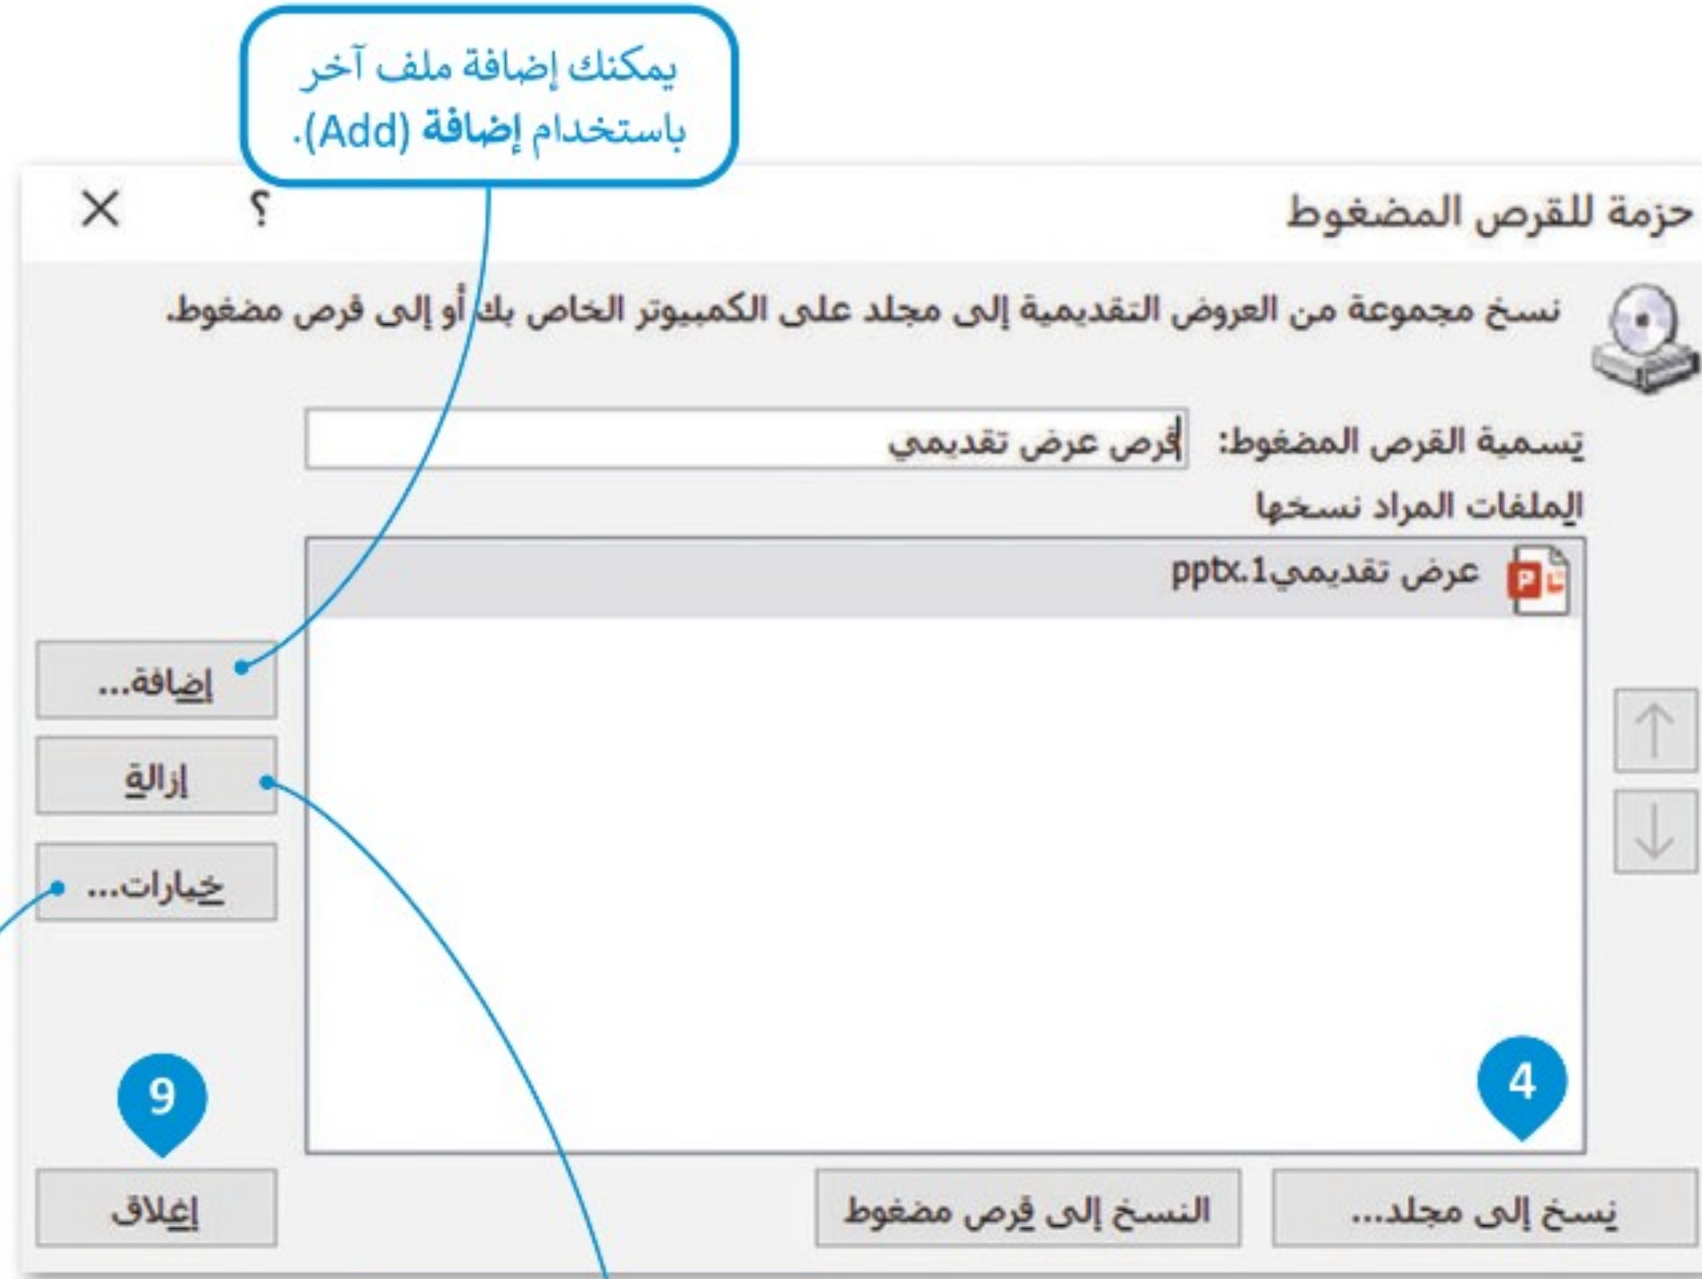 يمكنك إضافة ملف آخر
باستخدام إضافة (Add).
حزمة للقرص المضغوط
؟
نسخ مجموعة من العروض التقديمية إلى مجلد على الكمبيوتر الخاص بك أو إلى قرص مضغوط.
تسمية القرص المضغوط: قرص عرض تقديمي
الملفات المراد نسخها
عرض تقديمي1.pptx
إضافة...
إزالة
خيارات...
4
9
نسخ إلى مجلد...
النسخ إلى قرص مضغوط
إغلاق